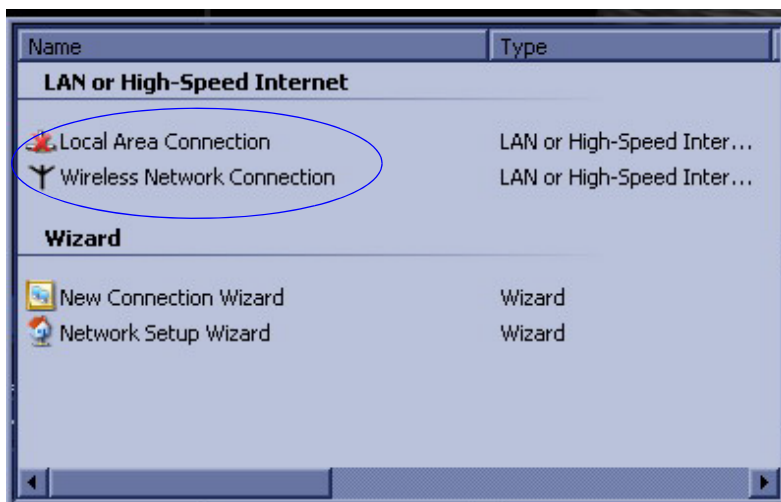 Name Type
LAN or High-Speed Internet
Local Area Connection LAN or High-Speed Inter...
Wireless Network Connection LAN or High-Speed Inter...
Wizard
New Connection Wizard Wizard
Network Setup Wizard Wizard